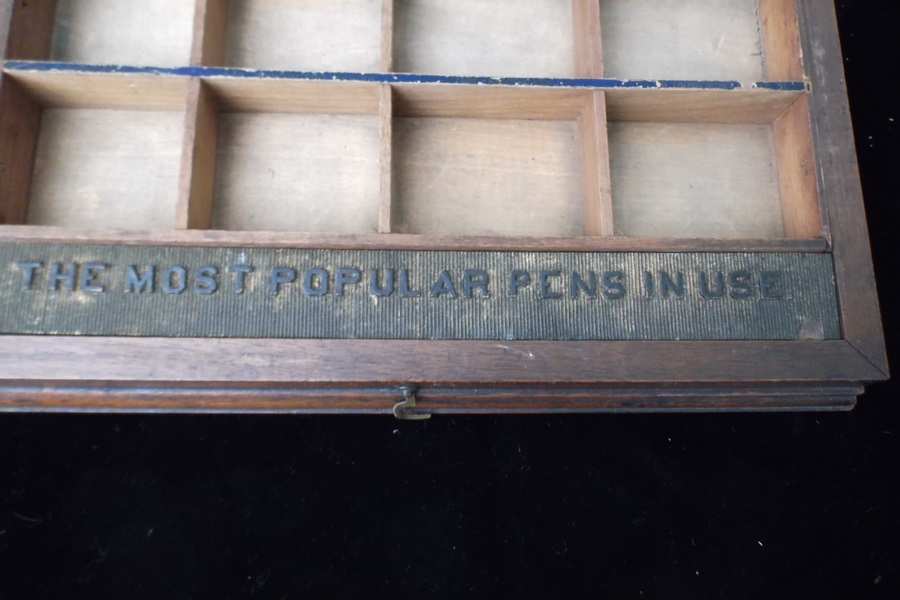 THE MOST POPULAR PENS IN USE